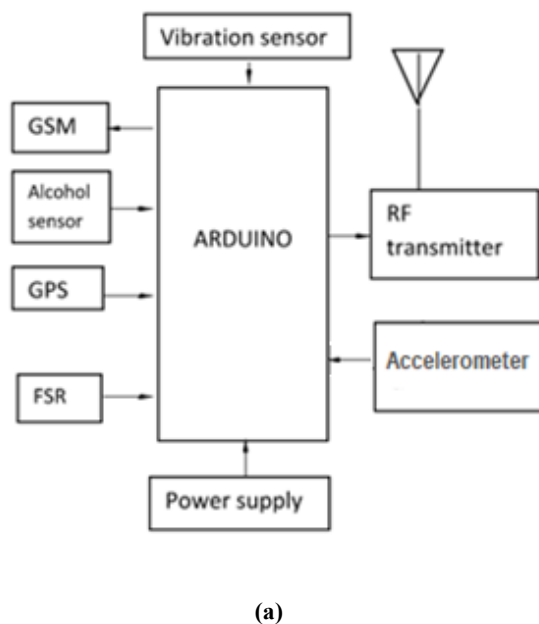 Vibration sensor
GSM
Alcohol
sensor
GPS
FSR
ARDUINO
RF
transmitter
Accelerometer
Power supply
(a)